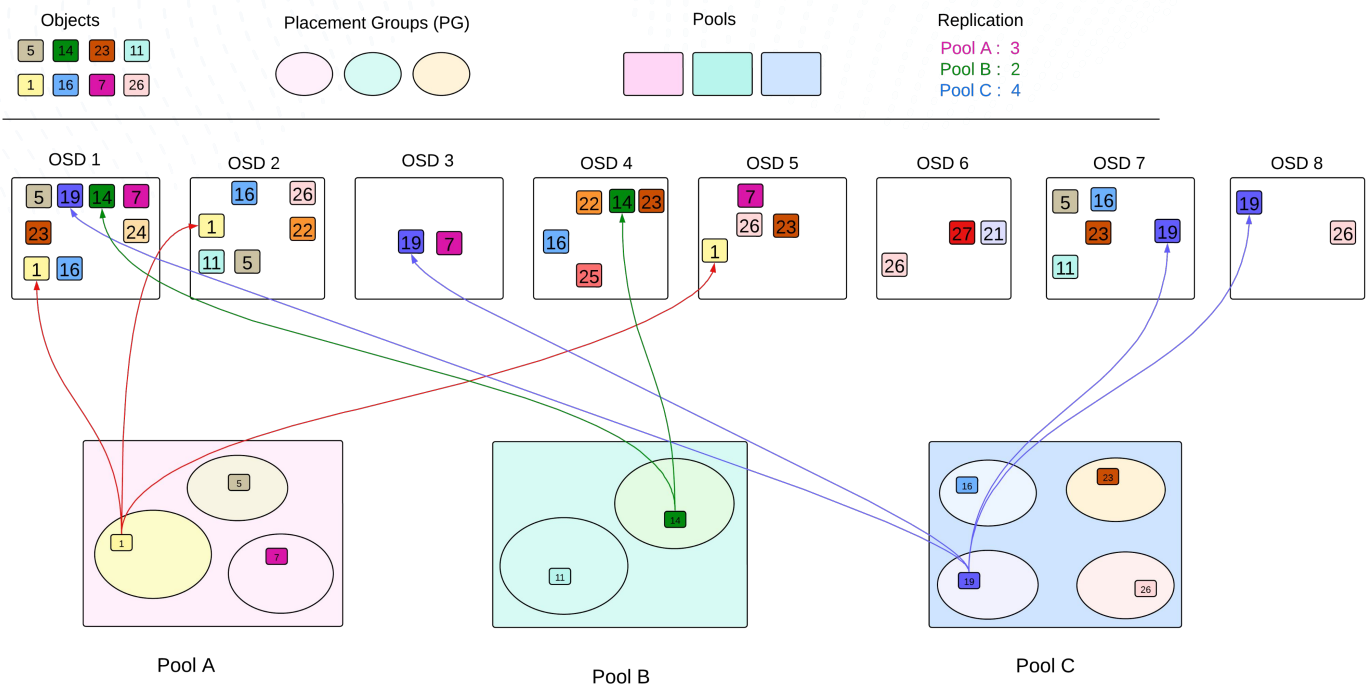 Objects
Placement Groups (PG)
Pools
Replication
5 14 23 11
1 16 7 26
Pool A : 3
Pool B : 2
Pool C : 4
OSD 1
OSD 2
OSD 3
OSD 4
OSD 5
OSD 6
OSD 7
OSD 8
5 19 14 7
23 24
1 16
16 26
1 22
11 5
19 7
22 14 23
16
25
7
26 23
1
27 21
26
5 16
23 19
11
19
26
5
1
7
14
11
16
23
19
26
Pool A
Pool B
Pool C